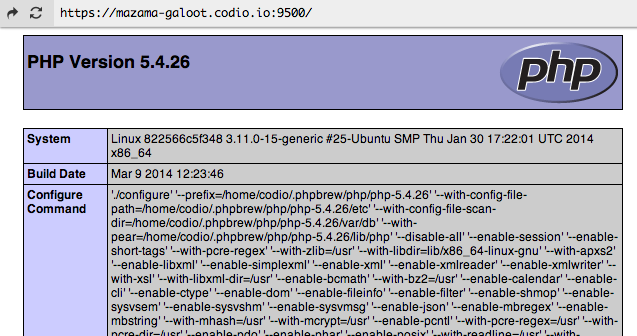 https://mazama-galoot.codio.io:9500/
PHP Version 5.4.26
php
System
Linux 822566c5f348 3.11.0-15-generic #25-Ubuntu SMP Thu Jan 30 17:22:01 UTC 2014
x86_64
Build Date
Mar 9 2014 12:23:46
Configure
Command
'./configure' '--prefix=/home/codio/.phpbrew/php/php-5.4.26' '--with-config-file-
path=/home/codio/.phpbrew/php/php-5.4.26/etc' '--with-config-file-scan-
dir=/home/codio/.phpbrew/php/php-5.4.26/var/db' '--with-
pear=/home/codio/.phpbrew/php/php-5.4.26/lib/php' '--disable-all' '--enable-session' '--enable-
short-tags' '--with-pcre-regex' '--with-zlib=/usr' '--with-libdir=lib/x86_64-linux-gnu' '--with-apxs2'
'--enable-libxml' '--enable-simplexml' '--enable-xml' '--enable-xmlreader' '--enable-xmlwriter' '--
with-xsl' '--with-libxml-dir=/usr' '--enable-bcmath' '--with-bz2=/usr' '--enable-calendar' '--enable-
cli' '--enable-ctype' '--enable-dom' '--enable-fileinfo' '--enable-filter' '--enable-shmop' '--enable-
sysvsem' '--enable-sysvshm' '--enable-sysvmsg' '--enable-json' '--enable-mbregex' '--enable-
mbstring' '--with-mhash=/usr' '--with-mcrypt=/usr' '--enable-pcntl' '--with-pcre-regex=/usr' '--with-
pcre-dir=/usr' '--enable-pdo' '--enable-phar' '--enable-posix' '--with-readline=/usr' '--enable-